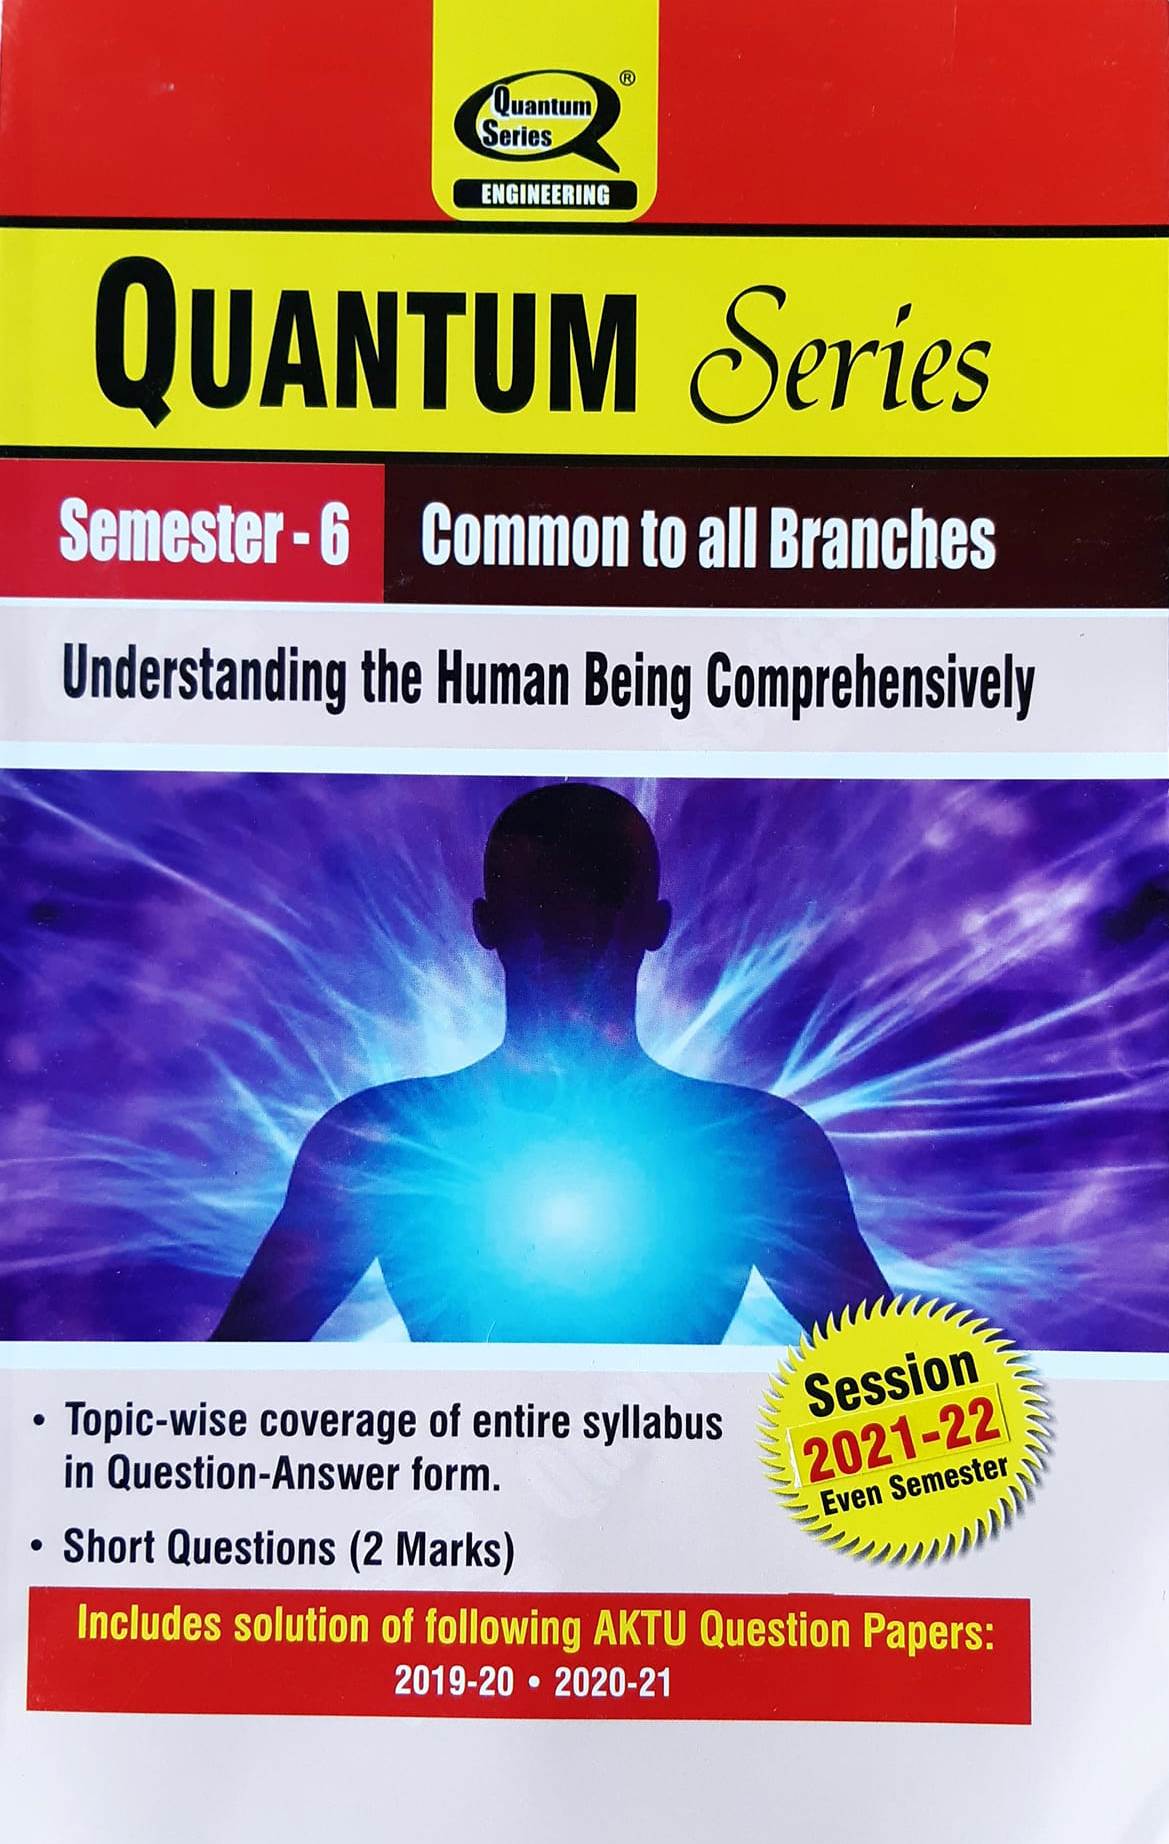 Quantum
Series
®
ENGINEERING
QUANTUM Series
Semester - 6 Common to all Branches
Understanding the Human Being Comprehensively
Session
2021-22
Even Semester
• Topic-wise coverage of entire syllabus
in Question-Answer form.
• Short Questions (2 Marks)
Includes solution of following AKTU Question Papers:
2019-20 • 2020-21